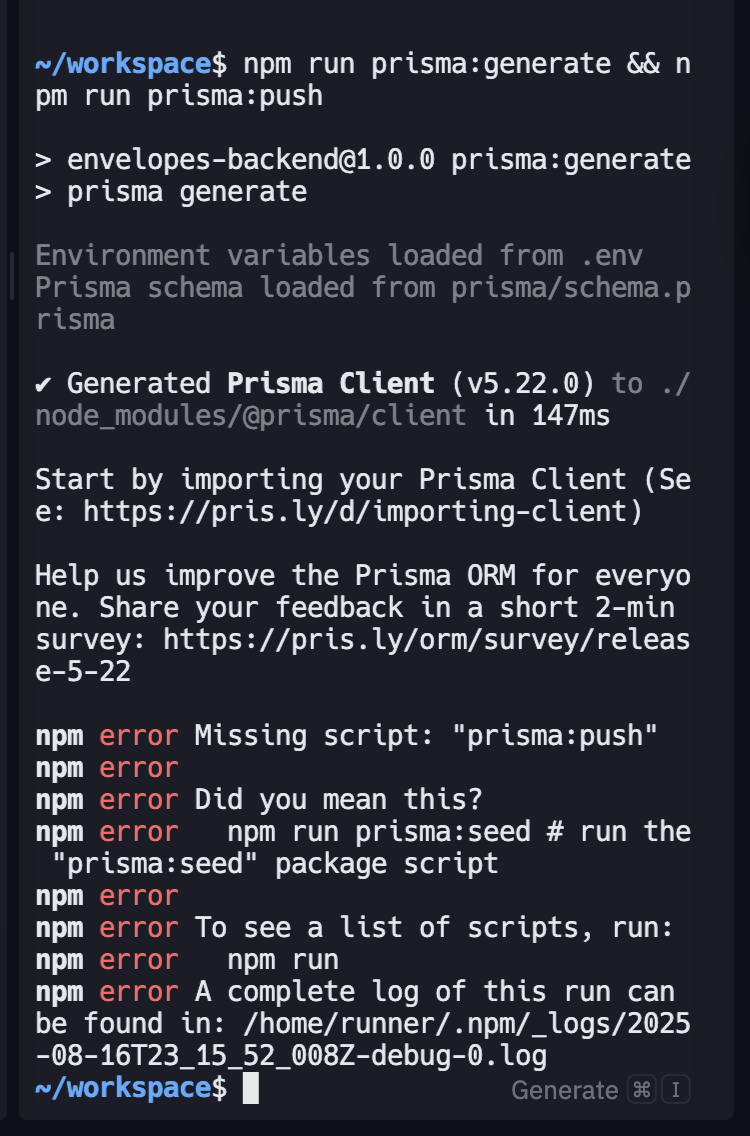 ~/workspace$ npm run prisma:generate && n
pm run prisma:push
> envelopes-backend@1.0.0 prisma:generate
> prisma generate
Environment variables loaded from .env
Prisma schema loaded from prisma/schema.p
risma
✔ Generated Prisma Client (v5.22.0) to ./
node_modules/@prisma/client in 147ms
Start by importing your Prisma Client (Se
e: https://pris.ly/d/importing-client)
Help us improve the Prisma ORM for everyo
ne. Share your feedback in a short 2-min
survey: https://pris.ly/orm/survey/releas
e-5-22
npm error Missing script: "prisma:push"
npm error
npm error Did you mean this?
npm error   npm run prisma:seed # run the
 "prisma:seed" package script
npm error
npm error To see a list of scripts, run:
npm error   npm run
npm error A complete log of this run can
be found in: /home/runner/.npm/_logs/2025
-08-16T23_15_52_008Z-debug-0.log
~/workspace$
Generate ⌘ I